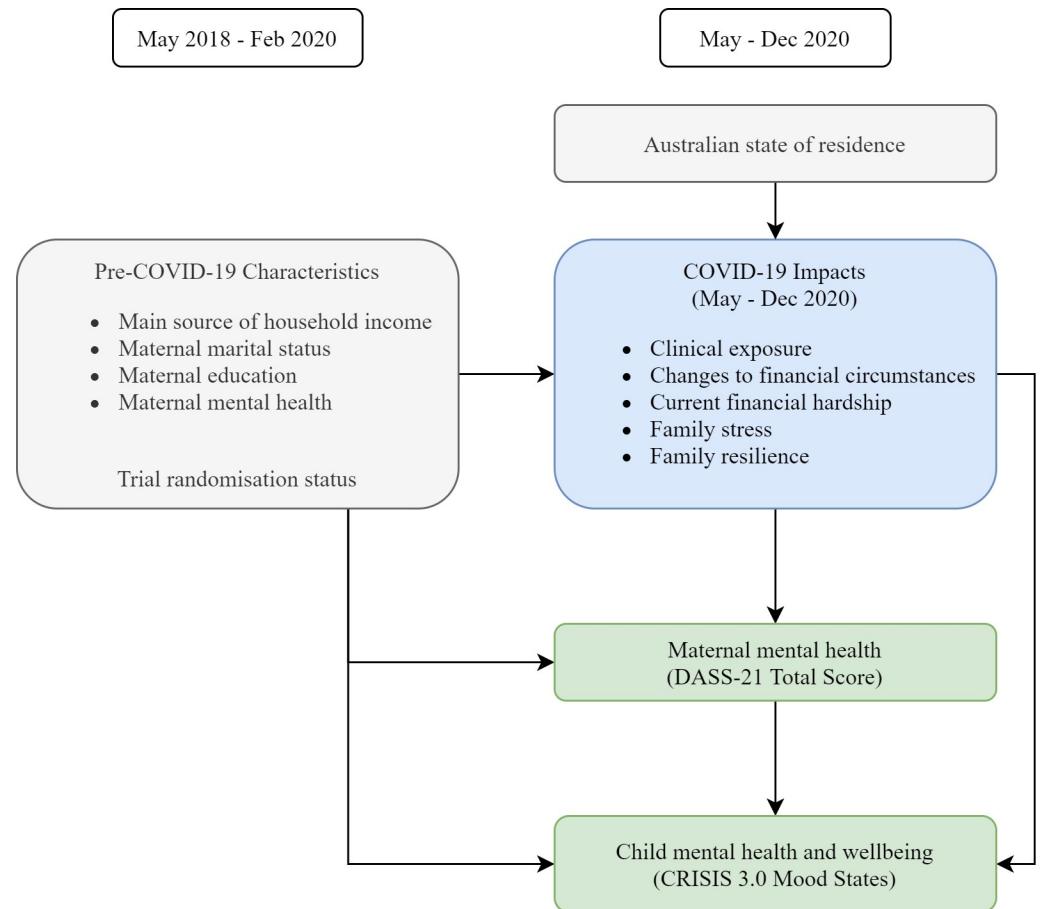 May 2018 - Feb 2020
May - Dec 2020
Australian state of residence
Pre-COVID-19 Characteristics
• Main source of household income
• Maternal marital status
• Maternal education
• Maternal mental health
Trial randomisation status
COVID-19 Impacts
(May - Dec 2020)
• Clinical exposure
• Changes to financial circumstances
• Current financial hardship
• Family stress
• Family resilience
Maternal mental health
(DASS-21 Total Score)
Child mental health and wellbeing
(CRISIS 3.0 Mood States)